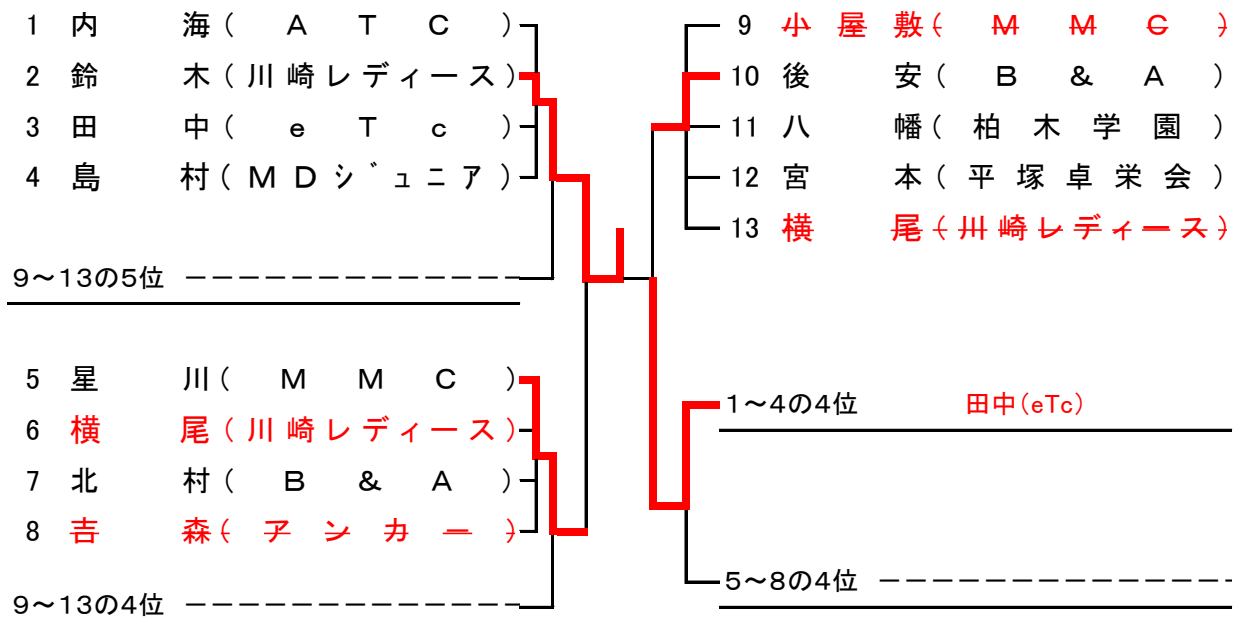 1 内 海 ( A T C )
2 鈴 木 ( 川崎レディース )
3 田 中 ( e T c )
4 島 村 ( MDジュニア )
9～13の5位 ---------------
5 星 川 ( M M C )
6 横 尾 ( 川崎レディース )
7 北 村 ( B & A )
8 吉 森 ( ア ン カ ー )
9～13の4位 ---------------
9 小 屋 敷 ( M M C )
10 後 安 ( B & A )
11 八 幡 ( 柏 木 学 園 )
12 宮 本 ( 平 塚 卓 栄 会 )
13 横 尾 ( 川崎レディース )
1～4の4位 田中(eTc)
5～8の4位 ---------------